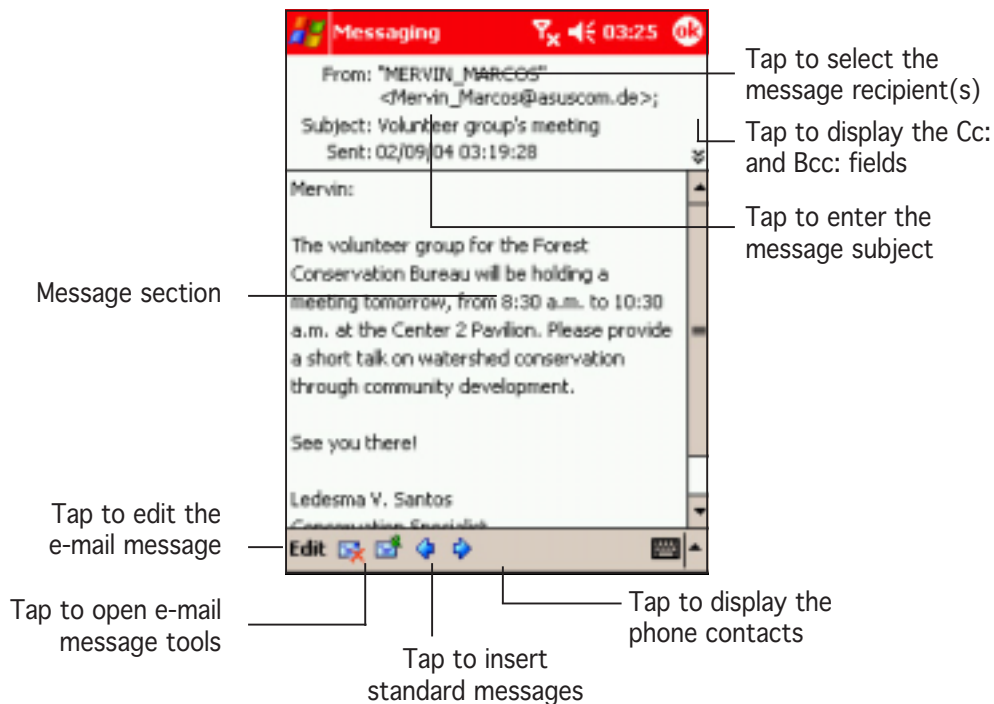 Messaging
03:25
ok
From: "MERVIN_MARCOS"
<Mervin_Marcos@asuscom.de>;
Subject: Volunteer group's meeting
Sent: 02/09/04 03:19:28
Mervin:
The volunteer group for the Forest
Conservation Bureau will be holding a
meeting tomorrow, from 8:30 a.m. to 10:30
a.m. at the Center 2 Pavilion. Please provide
a short talk on watershed conservation
through community development.
See you there!
Ledesma V. Santos
Conservation Specialist
Edit
Tap to select the
message recipient(s)
Tap to display the Cc:
and Bcc: fields
Tap to enter the
message subject
Message section
Tap to edit the
e-mail message
Tap to open e-mail
message tools
Tap to insert
standard messages
Tap to display the
phone contacts